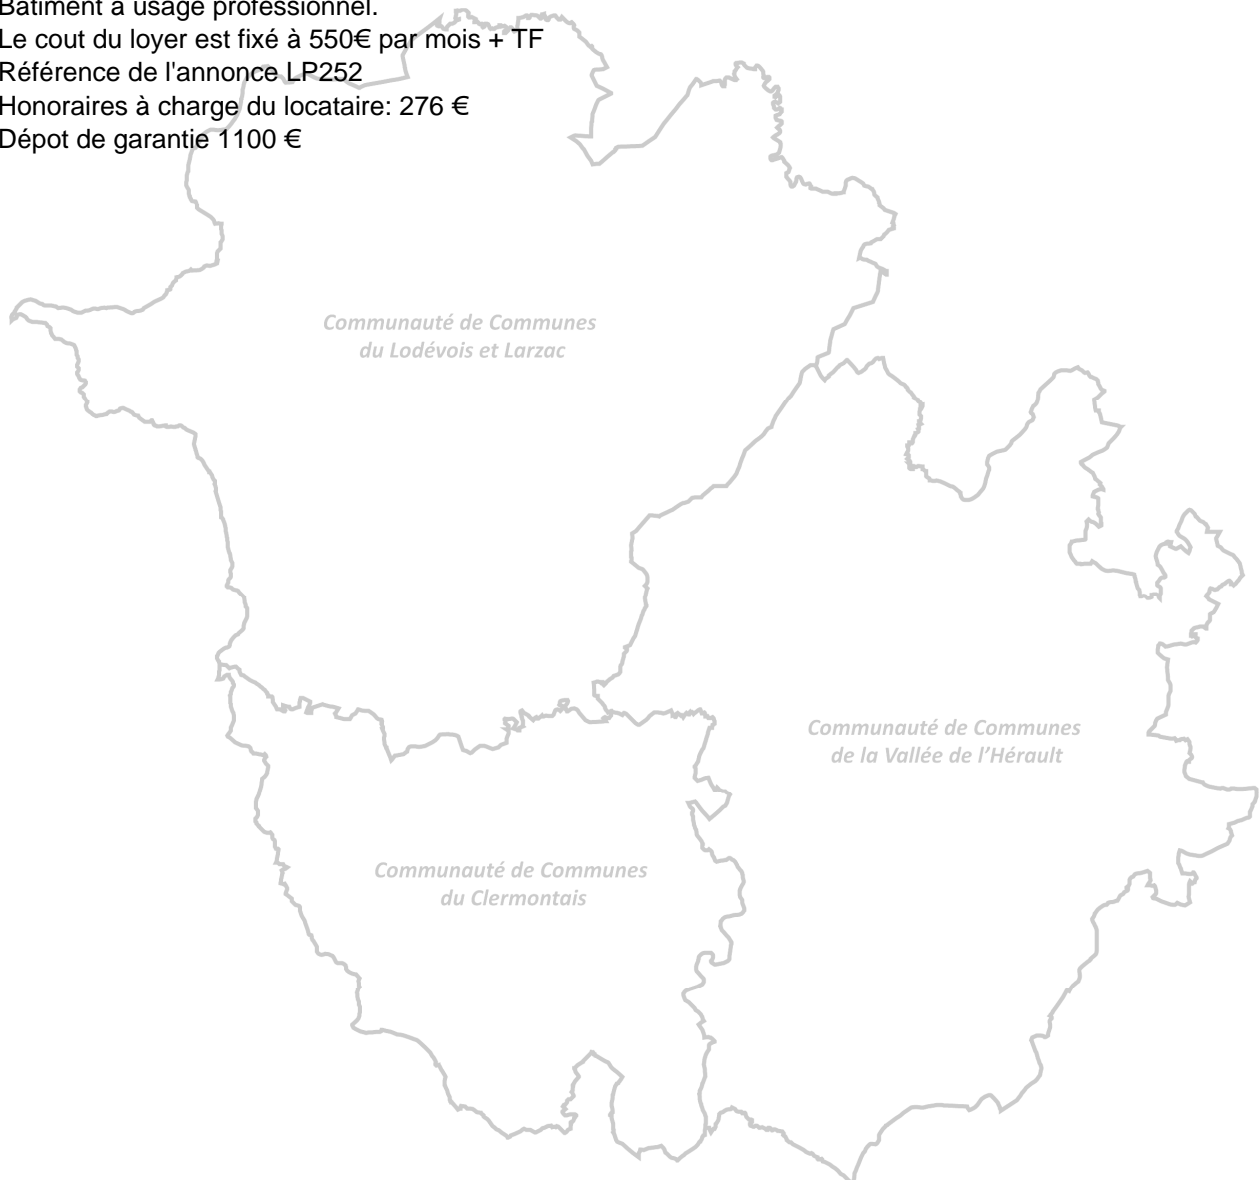 Batiment à usage professionnel.
Le cout du loyer est fixé à 550€ par mois + TF
Référence de l'annonce LP252
Honoraires à charge du locataire: 276 €
Dépot de garantie 1100 €
Communauté de Communes
du Lodévois et Larzac
Communauté de Communes
de la Vallée de l’Hérault
Communauté de Communes
du Clermontais